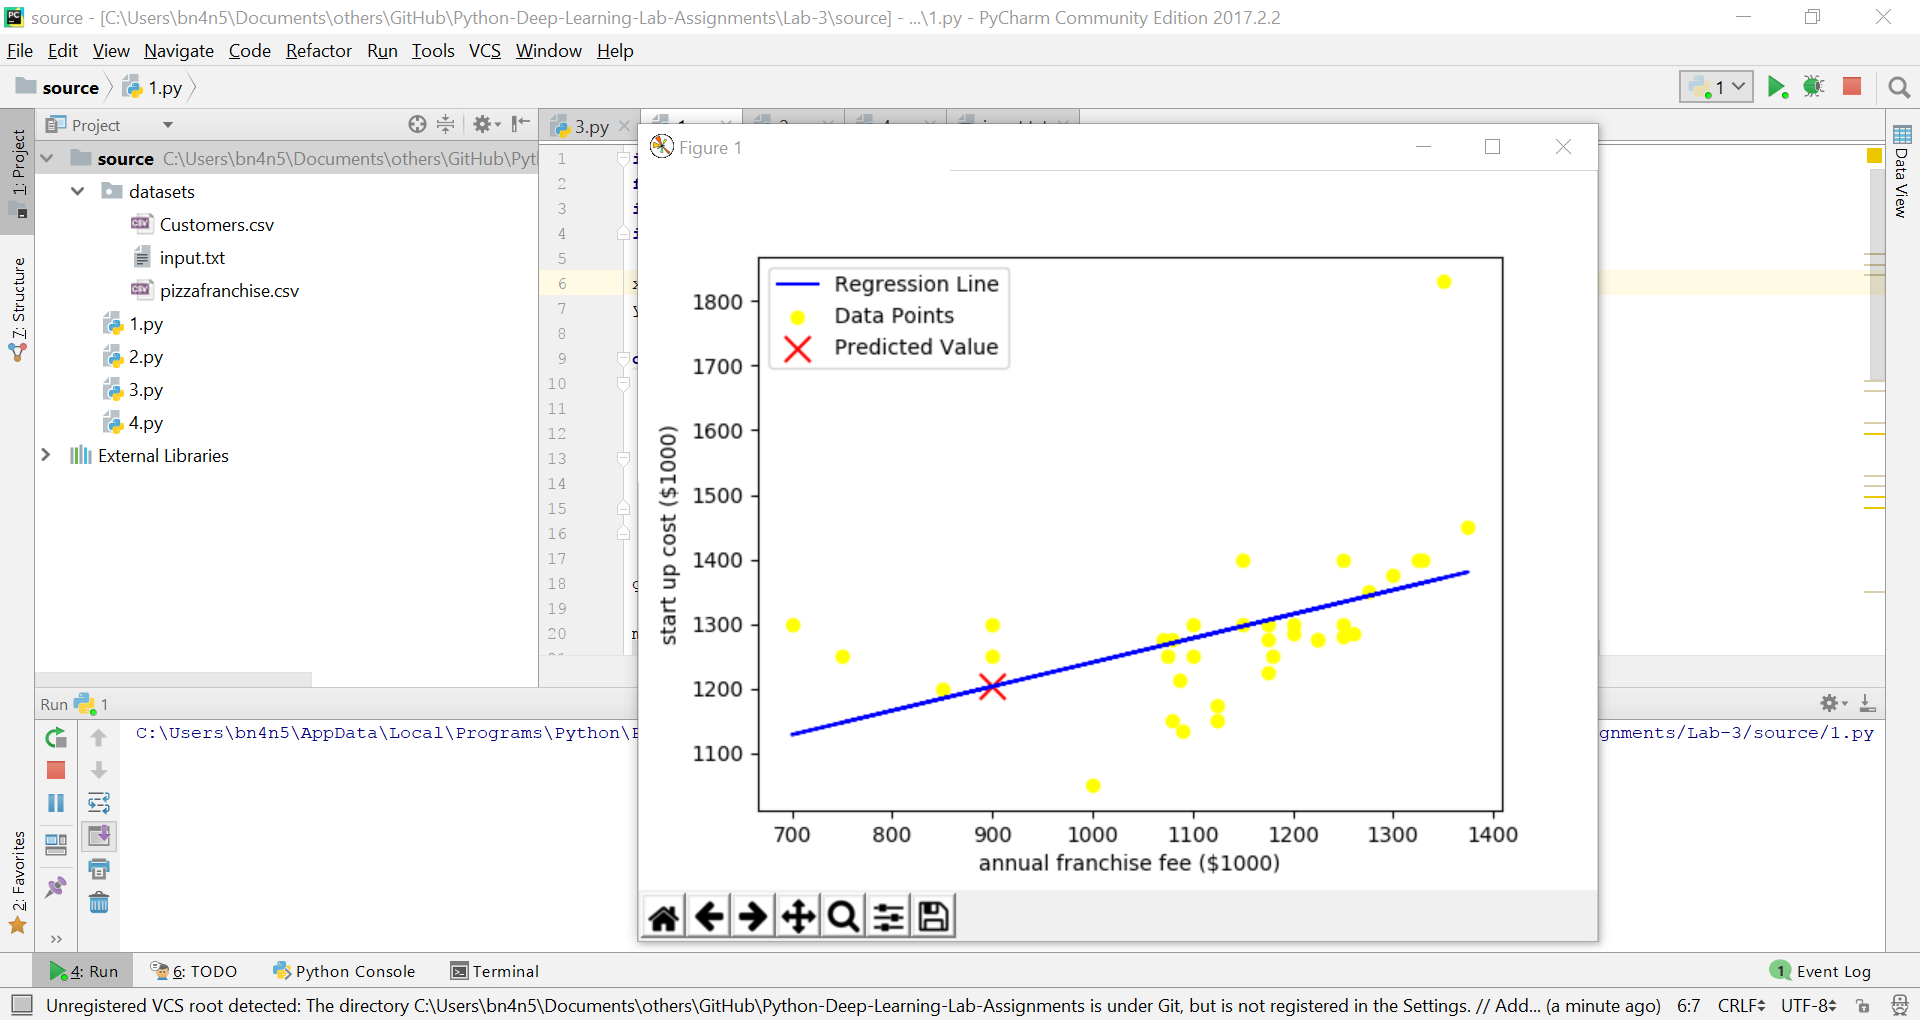 source - [C:\Users\bn4n5\Documents\others\GitHub\Python-Deep-Learning-Lab-Assignments\Lab-3\source] - ...\1.py - PyCharm Community Edition 2017.2.2
File Edit View Navigate Code Refactor Run Tools VCS Window Help
source 1.py 1
Project 3.py
1: Project
source C:\Users\bn4n5\Documents\others\GitHub\Pyt
datasets
Customers.csv
input.txt
pizzafranchise.csv
1.py
2.py
3.py
4.py
External Libraries
7: Structure
2: Favorites
Data View
1
2
3
4
5
6
7
8
9
10
11
12
13
14
15
16
17
18
19
20
Figure 1
Regression Line
Data Points
Predicted Value
1800
1700
1600
1500
1400
1300
1200
1100
start up cost ($1000)
700 800 900 1000 1100 1200 1300 1400
annual franchise fee ($1000)
Run 1
C:\Users\bn4n5\AppData\Local\Programs\Python\
gnments/Lab-3/source/1.py
4: Run 6: TODO Python Console Terminal 1 Event Log
Unregistered VCS root detected: The directory C:\Users\bn4n5\Documents\others\GitHub\Python-Deep-Learning-Lab-Assignments is under Git, but is not registered in the Settings. // Add... (a minute ago) 6:7 CRLF UTF-8